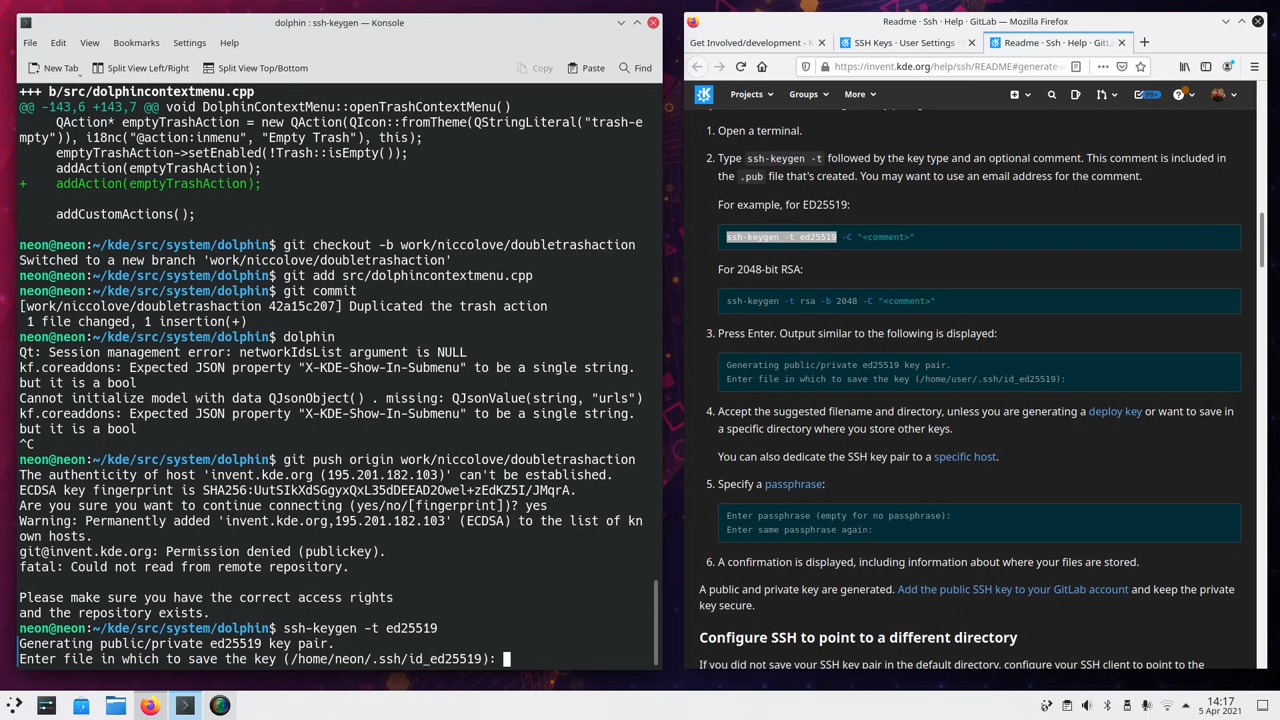 dolphin : ssh-keygen — Konsole
File Edit View Bookmarks Settings Help
New Tab Split View Left/Right Split View Top/Bottom Copy Paste Find
+++ b/src/dolphincontextmenu.cpp
@@ -143,6 +143,7 @@ void DolphinContextMenu::openTrashContextMenu()
QAction* emptyTrashAction = new QAction(QIcon::fromTheme(QStringLiteral("trash-e
mpty")), i18nc("@action:inmenu", "Empty Trash"), this);
emptyTrashAction->setEnabled(!Trash::isEmpty());
addAction(emptyTrashAction);
+ addAction(emptyTrashAction);
addCustomActions();
neon@neon:~/kde/src/system/dolphin$ git checkout -b work/niccolove/doubletrashaction
Switched to a new branch 'work/niccolove/doubletrashaction'
neon@neon:~/kde/src/system/dolphin$ git add src/dolphincontextmenu.cpp
neon@neon:~/kde/src/system/dolphin$ git commit
[work/niccolove/doubletrashaction 42a15c207] Duplicated the trash action
1 file changed, 1 insertion(+)
neon@neon:~/kde/src/system/dolphin$ dolphin
Qt: Session management error: networkIdsList argument is NULL
kf.coreaddons: Expected JSON property "X-KDE-Show-In-Submenu" to be a single string.
but it is a bool
Cannot initialize model with data QJsonObject() . missing: QJsonValue(string, "urls")
kf.coreaddons: Expected JSON property "X-KDE-Show-In-Submenu" to be a single string.
but it is a bool
^C
neon@neon:~/kde/src/system/dolphin$ git push origin work/niccolove/doubletrashaction
The authenticity of host 'invent.kde.org (195.201.182.103)' can't be established.
ECDSA key fingerprint is SHA256:UutSIkXdSGgyxQxL35dDEEAD2Owel+zEdKZ5I/JMqrA.
Are you sure you want to continue connecting (yes/no/[fingerprint])? yes
Warning: Permanently added 'invent.kde.org,195.201.182.103' (ECDSA) to the list of kn
own hosts.
git@invent.kde.org: Permission denied (publickey).
fatal: Could not read from remote repository.
Please make sure you have the correct access rights
and the repository exists.
neon@neon:~/kde/src/system/dolphin$ ssh-keygen -t ed25519
Generating public/private ed25519 key pair.
Enter file in which to save the key (/home/neon/.ssh/id_ed25519):
Readme · Ssh · Help · GitLab — Mozilla Firefox
Get Involved/development - K SSH Keys · User Settings · Readme · Ssh · Help · GitLa
https://invent.kde.org/help/ssh/README#generate-
Projects Groups More 99+
1. Open a terminal.
2. Type ssh-keygen -t followed by the key type and an optional comment. This comment is included in
the .pub file that's created. You may want to use an email address for the comment.
For example, for ED25519:
ssh-keygen -t ed25519 -C "<comment>"
For 2048-bit RSA:
ssh-keygen -t rsa -b 2048 -C "<comment>"
3. Press Enter. Output similar to the following is displayed:
Generating public/private ed25519 key pair.
Enter file in which to save the key (/home/user/.ssh/id_ed25519):
4. Accept the suggested filename and directory, unless you are generating a deploy key or want to save in
a specific directory where you store other keys.
You can also dedicate the SSH key pair to a specific host.
5. Specify a passphrase:
Enter passphrase (empty for no passphrase):
Enter same passphrase again:
6. A confirmation is displayed, including information about where your files are stored.
A public and private key are generated. Add the public SSH key to your GitLab account and keep the private
key secure.
Configure SSH to point to a different directory
If you did not save your SSH key pair in the default directory, configure your SSH client to point to the
14:17
5 Apr 2021